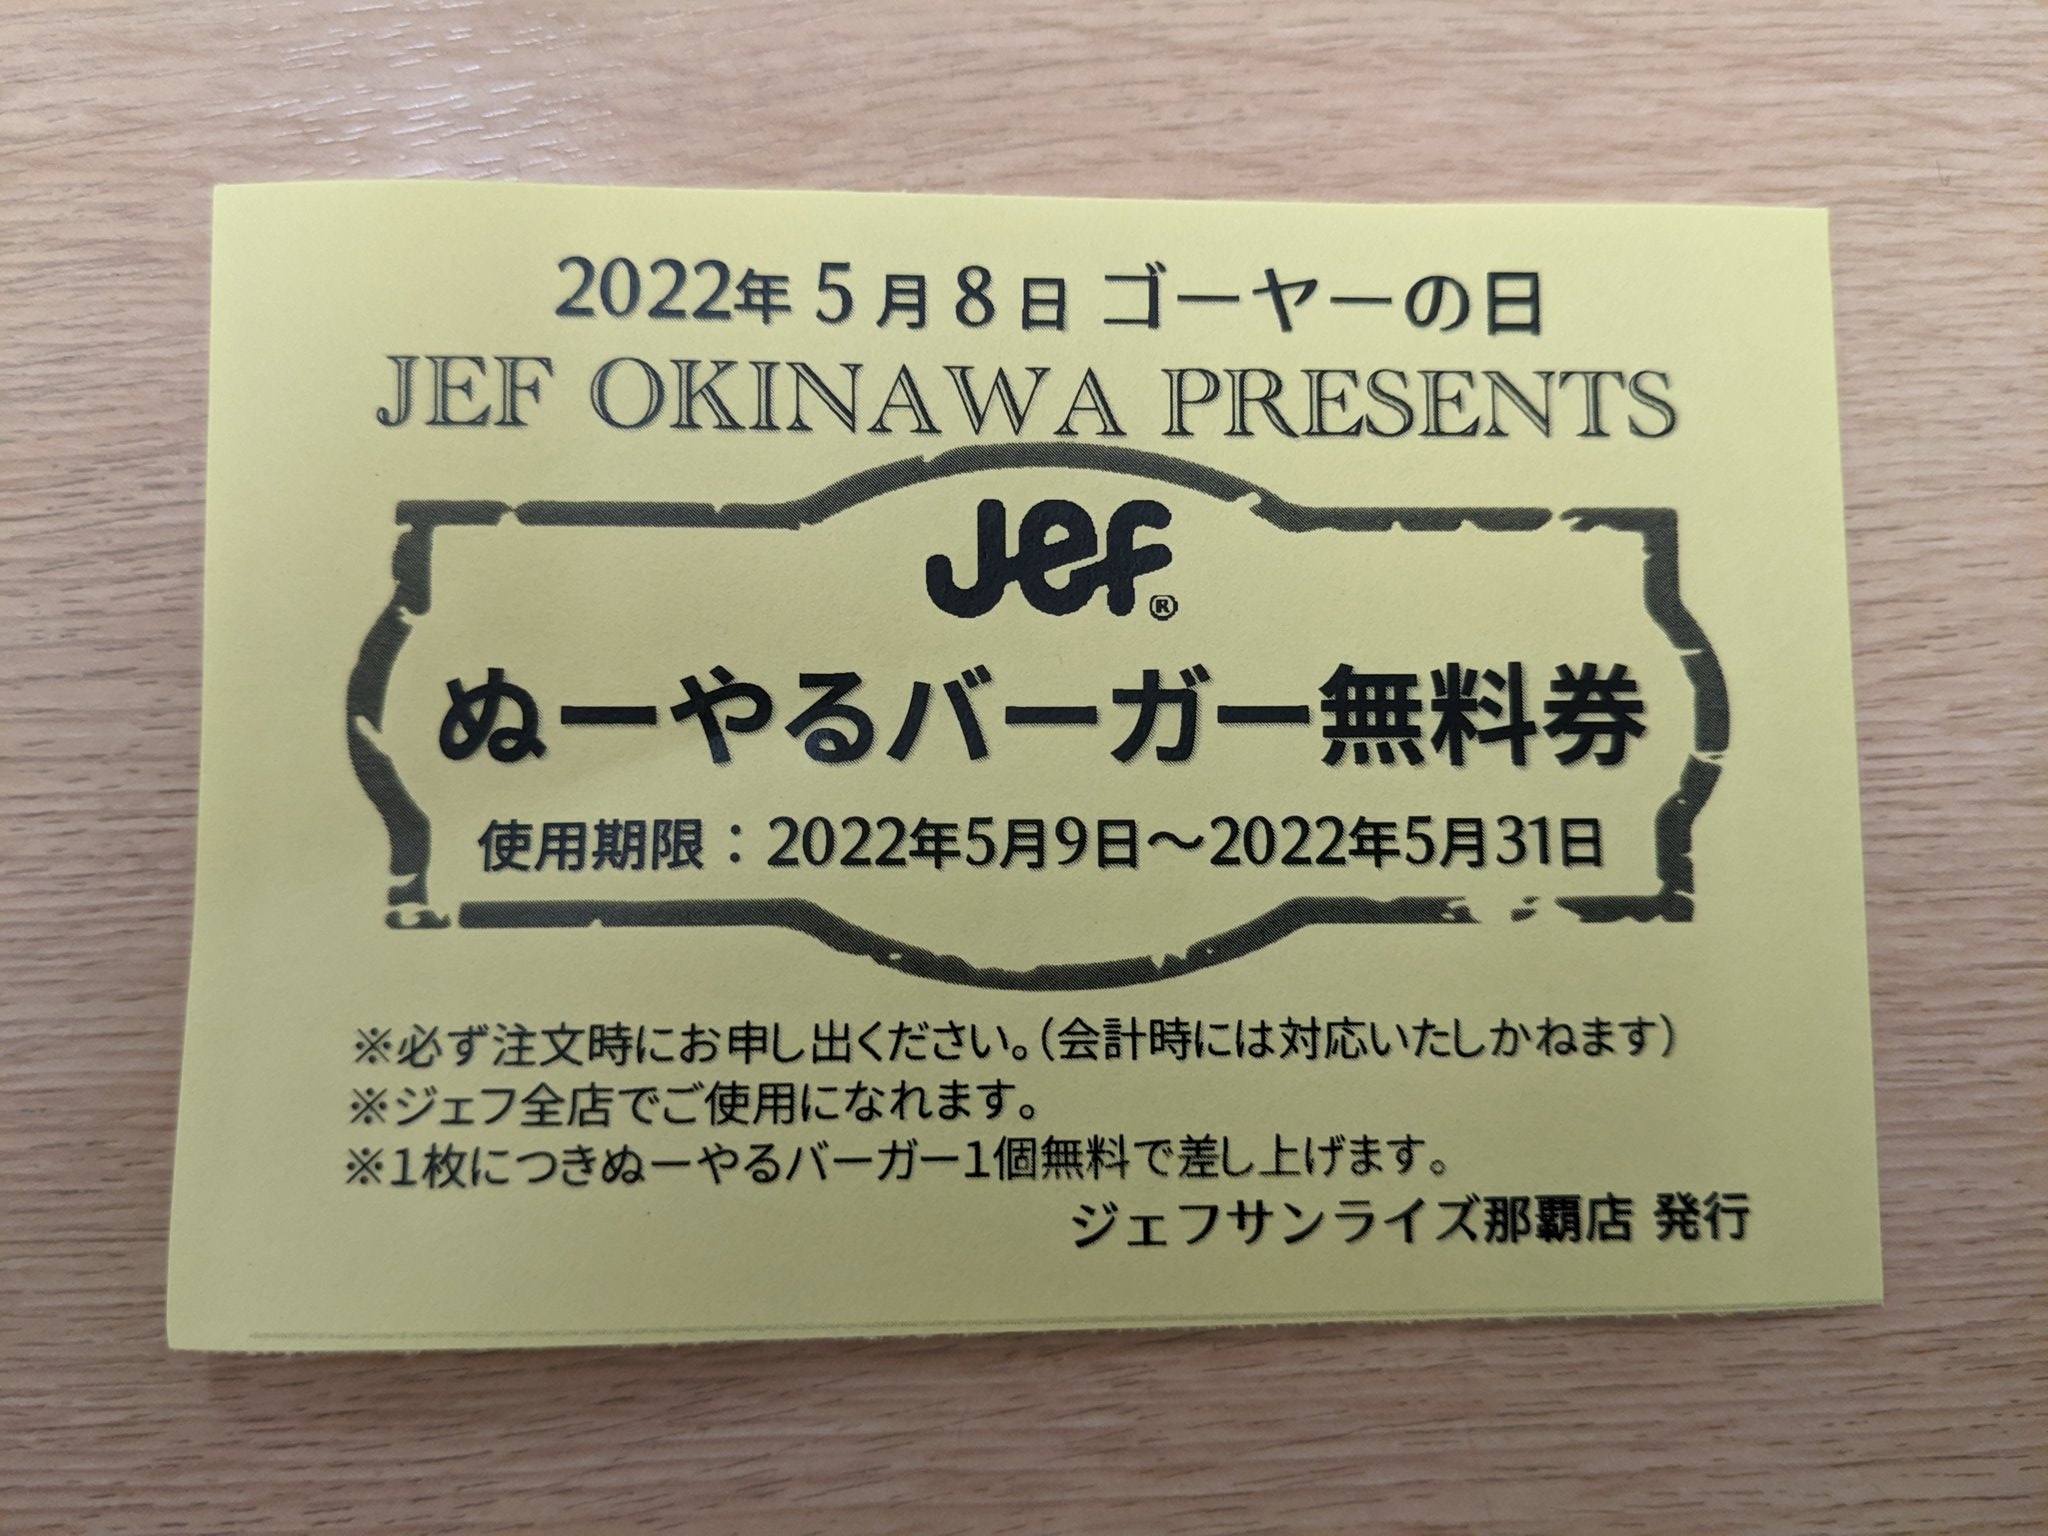 2022年5月8日 ゴーヤーの日
JEF OKINAWA PRESENTS
Jef®
ぬーやるバーガー無料券
使用期限：2022年5月9日～2022年5月31日
※必ず注文時にお申し出ください。（会計時には対応いたしかねます）
※ジェフ全店でご使用になれます。
※1枚につきぬーやるバーガー1個無料で差し上げます。
ジェフサンライズ那覇店 発行